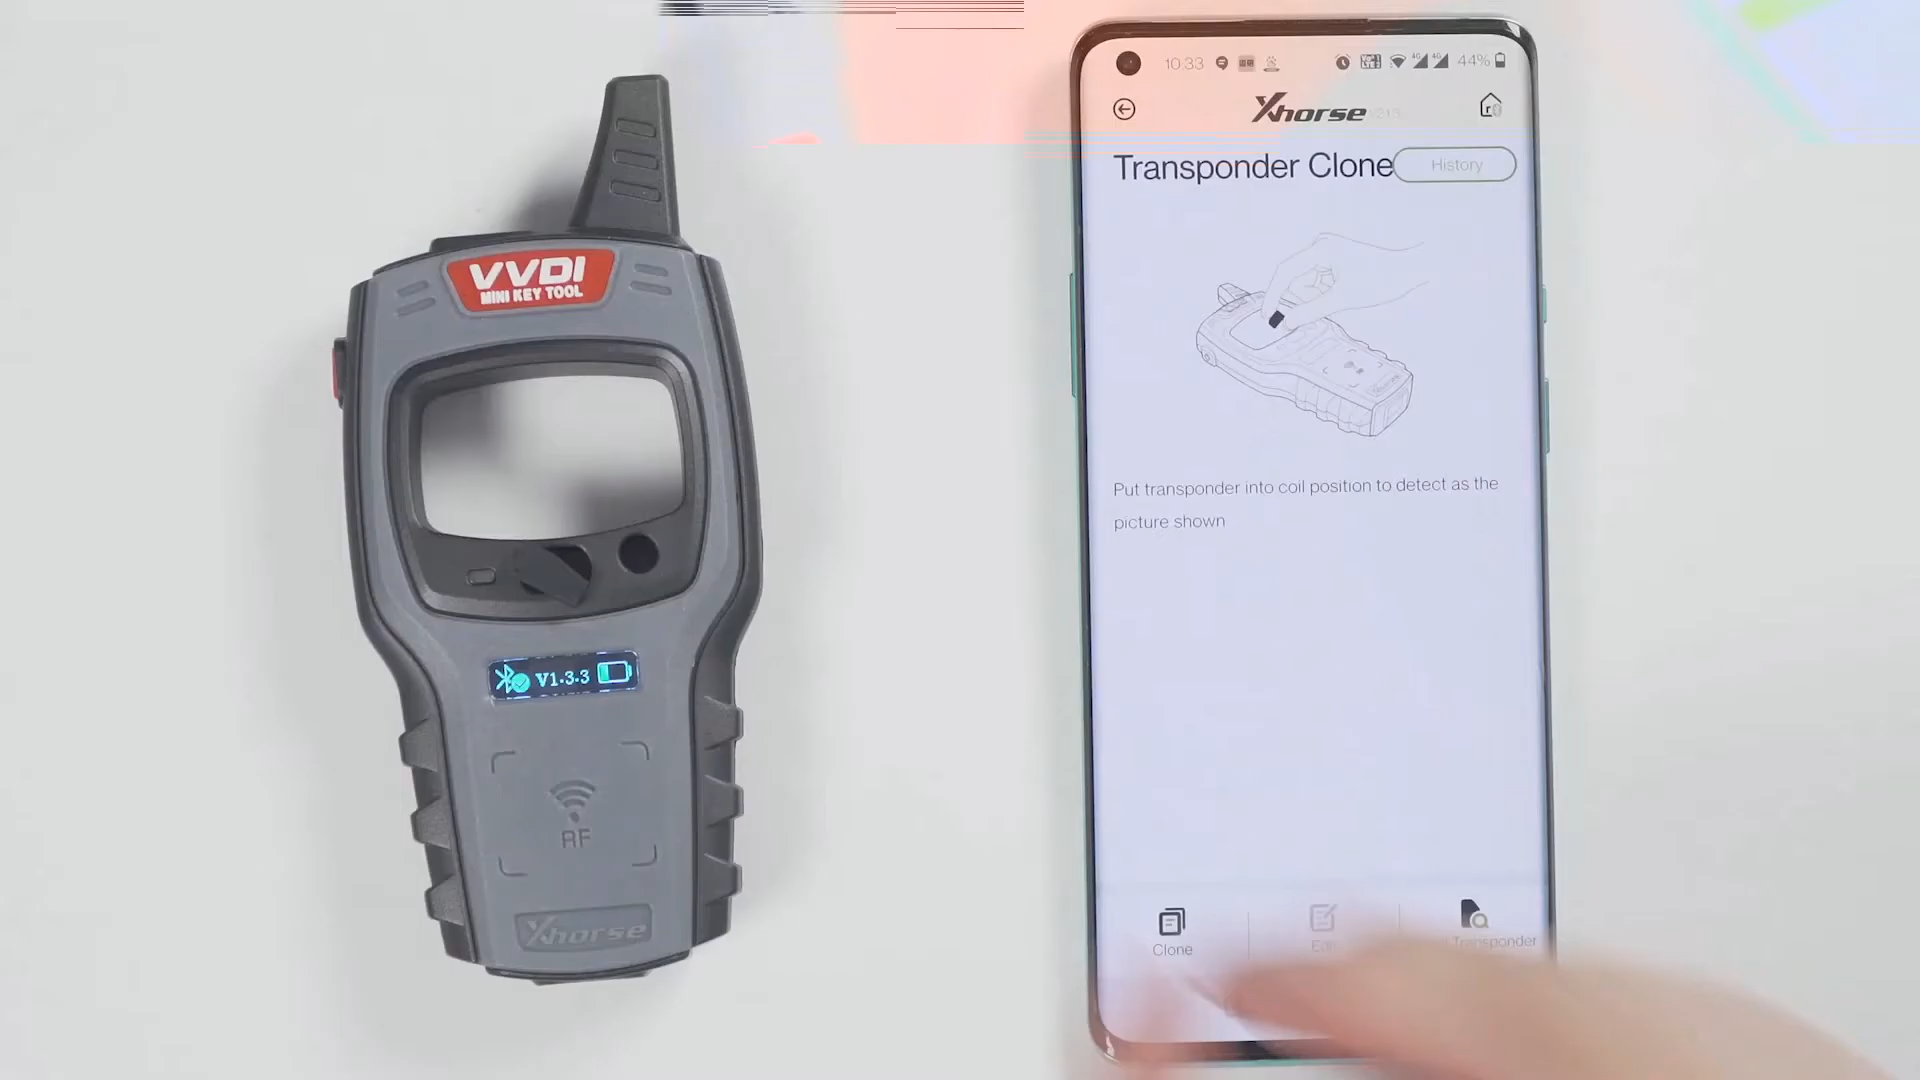 VVDI
MINI KEY TOOL
V1.3.3
RF
Xhorse
10:33
44%
Xhorse
Transponder Clone
History
Put transponder into coil position to detect as the
picture shown
Clone
Transponder